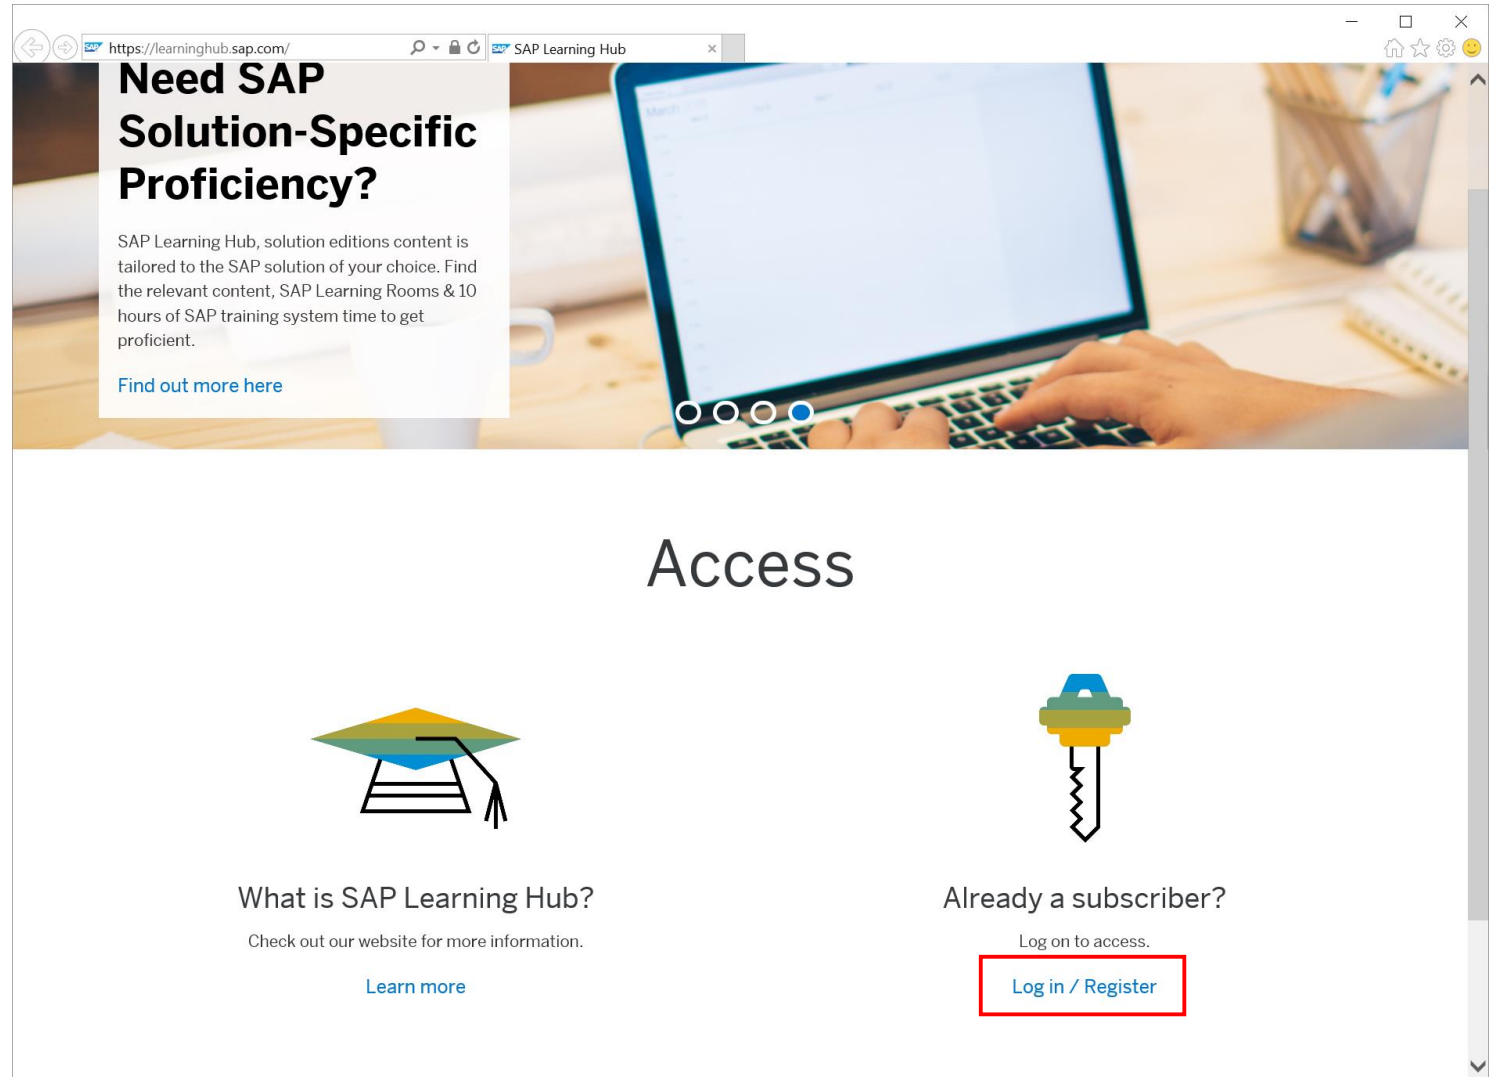 https://learninghub.sap.com/
SAP Learning Hub
Need SAP
Solution-Specific
Proficiency?
SAP Learning Hub, solution editions content is
tailored to the SAP solution of your choice. Find
the relevant content, SAP Learning Rooms & 10
hours of SAP training system time to get
proficient.
Find out more here
March
Access
What is SAP Learning Hub?
Check out our website for more information.
Learn more
Already a subscriber?
Log on to access.
Log in / Register